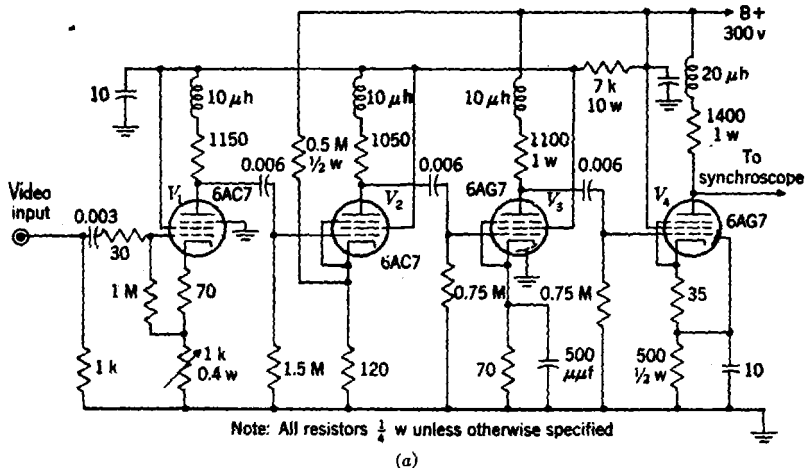 B+
300 v
10
10 μh
10 μh
10 μh
7 k
10 w
20 μh
1150
0.5 M
½ w
1050
1100
1 w
1400
1 w
To
synchroscope
0.006
0.006
0.006
Video
input
0.003
V₁
6AC7
V₂
6AC7
6AG7
V₃
V₄
6AG7
30
1 M
70
0.75 M
0.75 M
35
1 k
1 k
0.4 w
1.5 M
120
70
500
μμf
500
½ w
10
Note: All resistors ¼ w unless otherwise specified
(a)